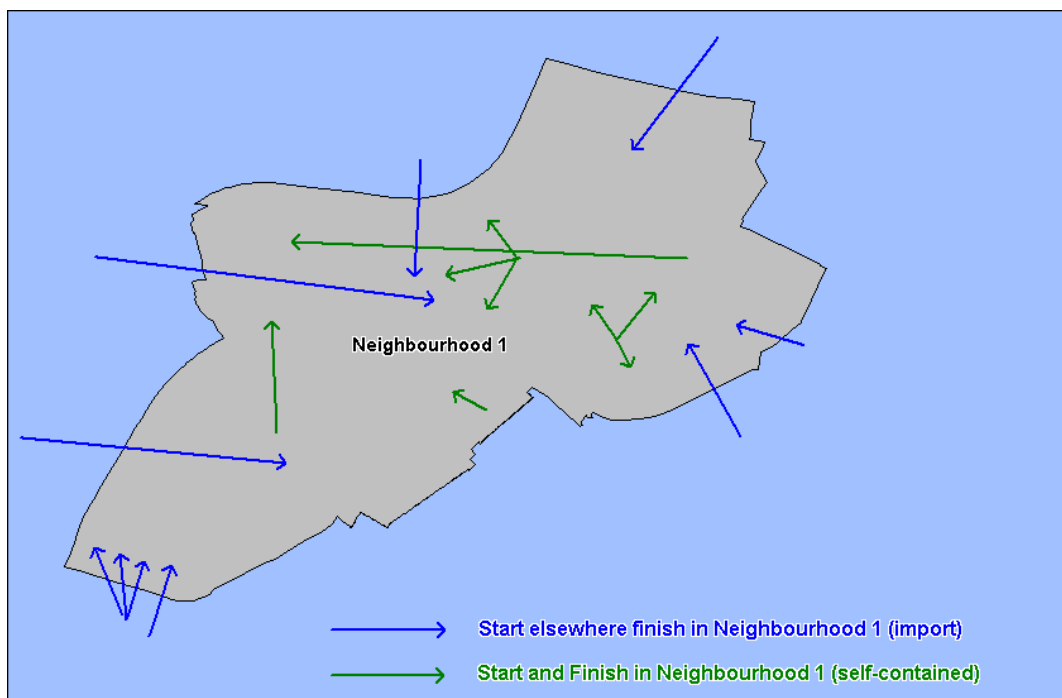 Neighbourhood 1
Start elsewhere finish in Neighbourhood 1 (import)
Start and Finish in Neighbourhood 1 (self-contained)